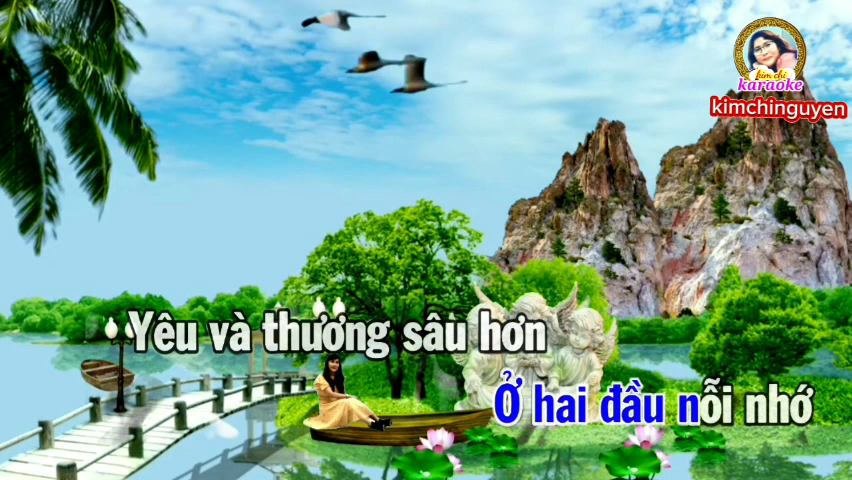 kim chi
karaoke
kimchinguyen
Yêu và thương sâu hơn
Ở hai đầu nỗi nhớ